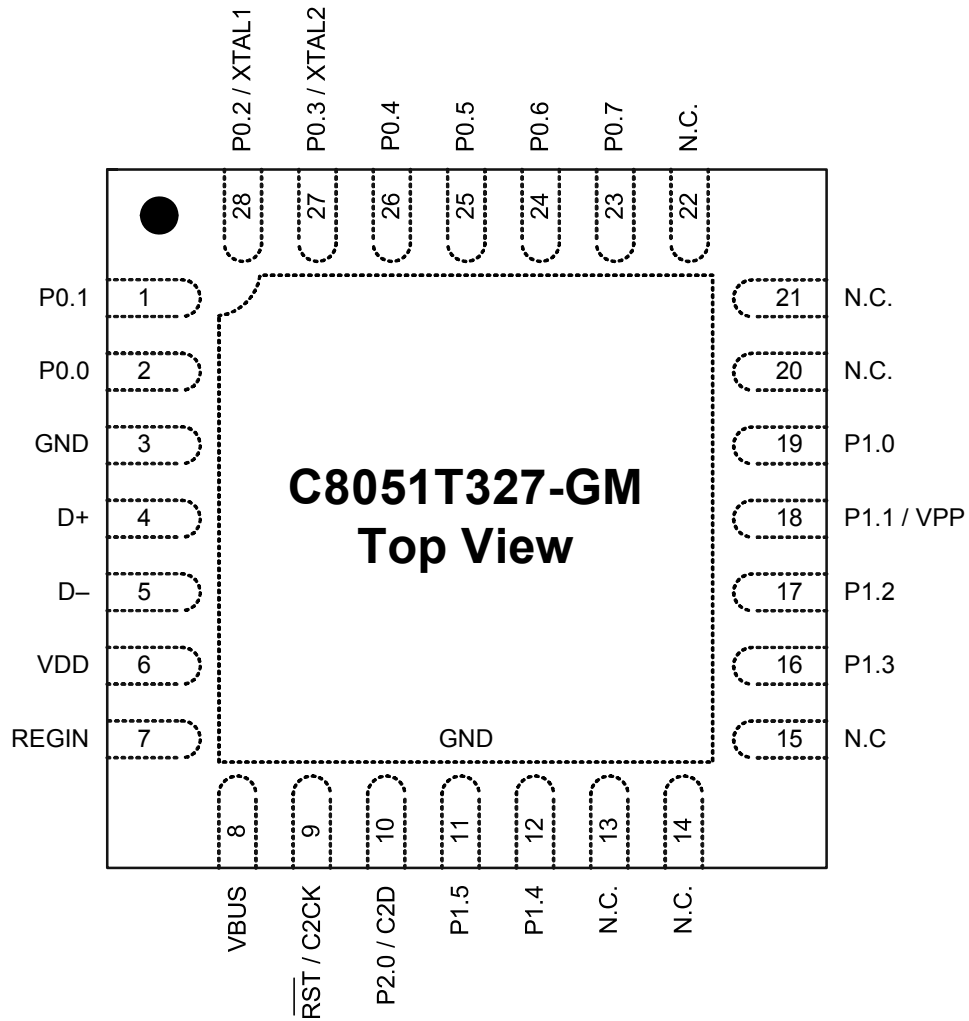 P0.2 / XTAL1
P0.3 / XTAL2
P0.4
P0.5
P0.6
P0.7
N.C.
28
27
26
25
24
23
22
P0.1 1
P0.0 2
GND 3
D+ 4
D– 5
VDD 6
REGIN 7
C8051T327-GM
Top View
GND
21 N.C.
20 N.C.
19 P1.0
18 P1.1 / VPP
17 P1.2
16 P1.3
15 N.C
8
9
10
11
12
13
14
VBUS
RST / C2CK
P2.0 / C2D
P1.5
P1.4
N.C.
N.C.